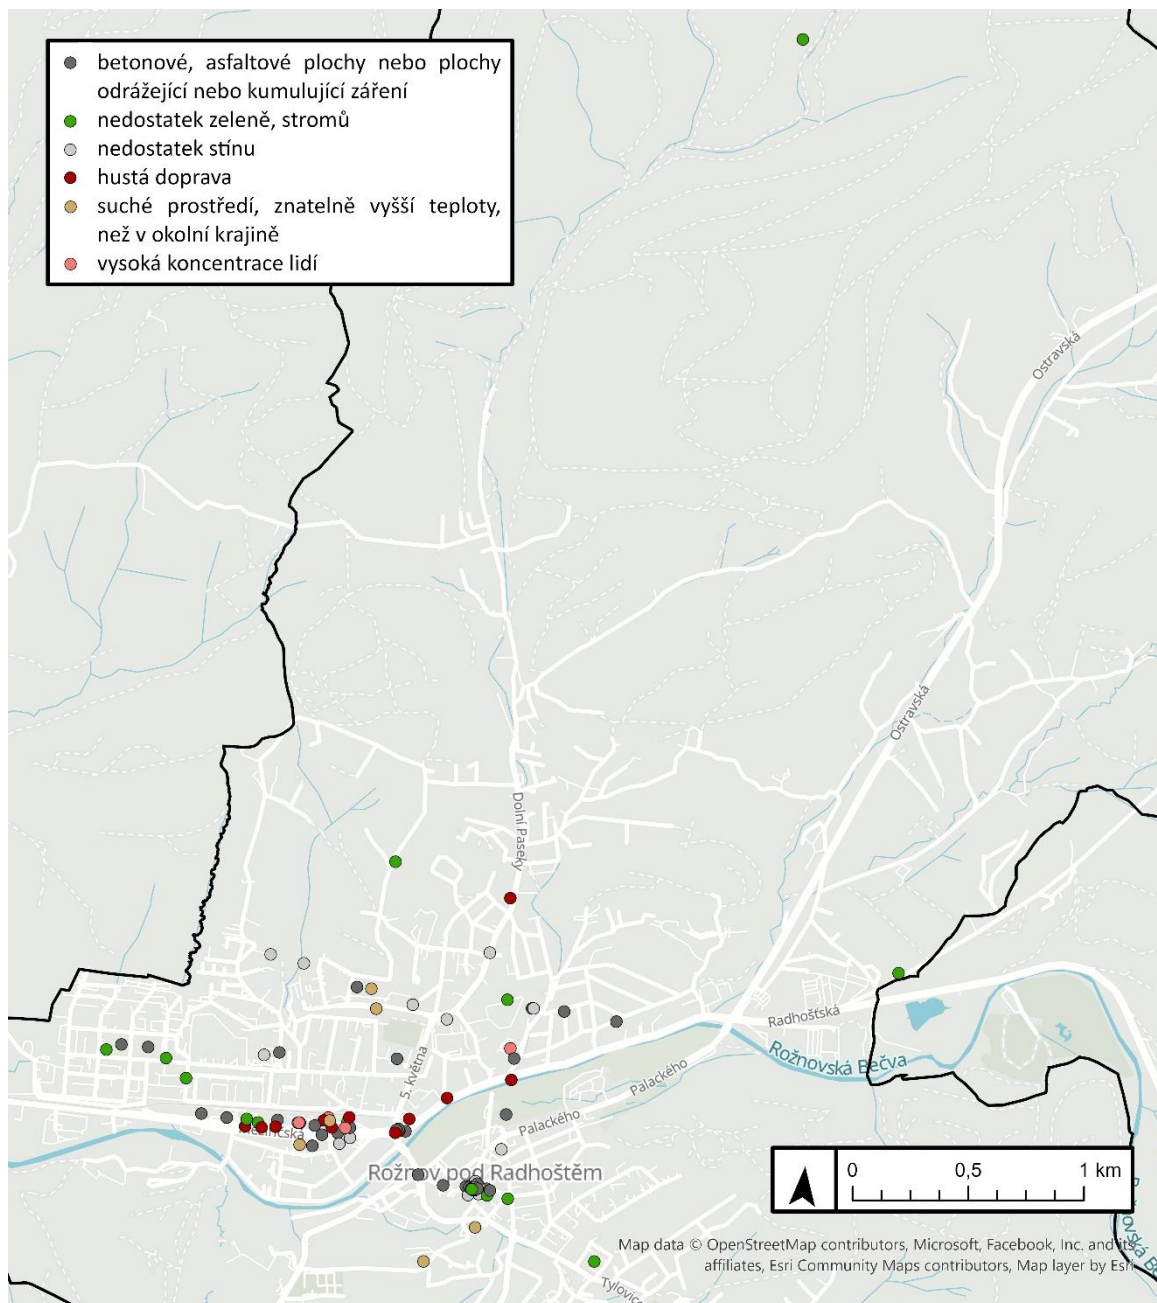 betonové, asfaltové plochy nebo plochy
odrážející nebo kumulující záření
nedostatek zeleně, stromů
nedostatek stínu
hustá doprava
suché prostředí, znatelně vyšší teploty,
než v okolní krajině
vysoká koncentrace lidí
Ostravská
Ostravská
Dolní Paseky
Radhošťská
Rožnovská Bečva
5. května
Palackého
Palackého
Rožnov pod Radhoštěm
0 0,5 1 km
Map data © OpenStreetMap contributors, Microsoft, Facebook, Inc. and its
affiliates, Esri Community Maps contributors, Map layer by Esri